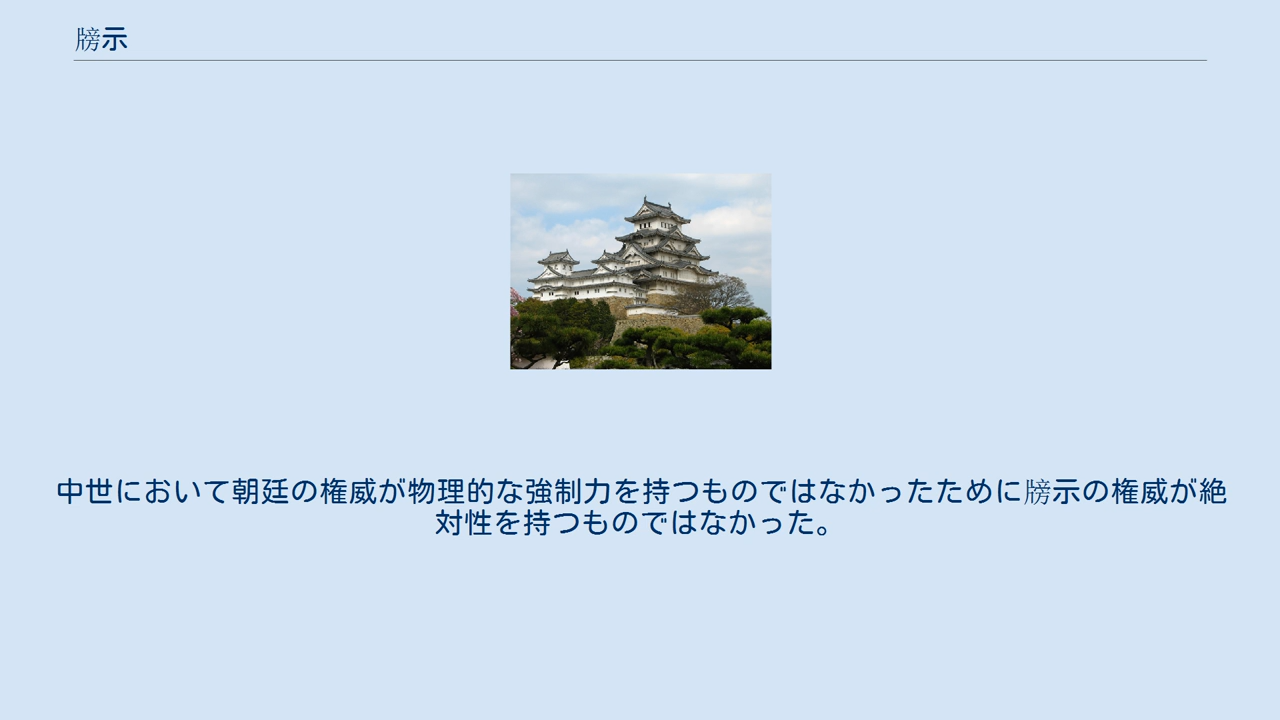 牓示
中世において朝廷の権威が物理的な強制力を持つものではなかったために牓示の権威が絶
対性を持つものではなかった。